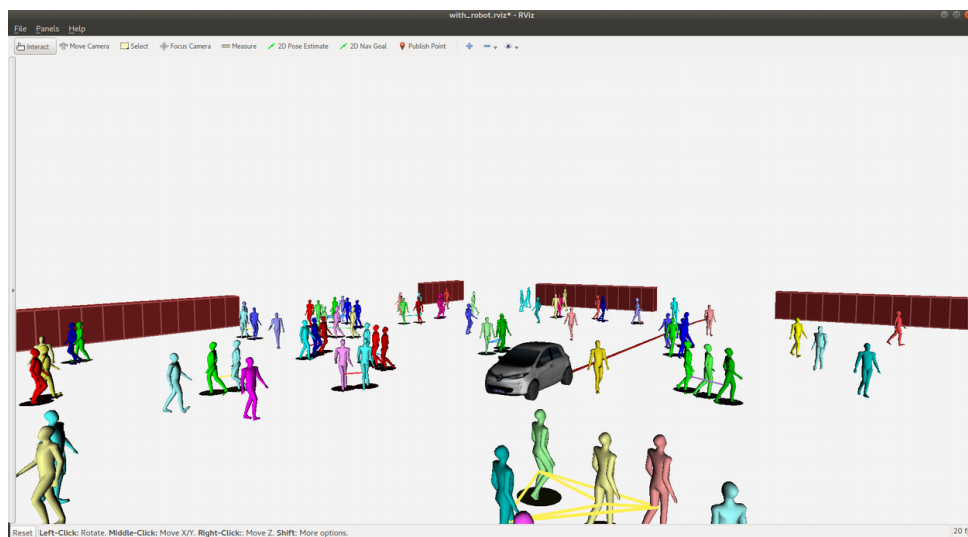 with_robot.rviz* - RViz
File Panels Help
Interact Move Camera Select Focus Camera Measure 2D Pose Estimate 2D Nav Goal Publish Point
Reset Left-Click: Rotate. Middle-Click: Move X/Y. Right-Click:: Move Z. Shift: More options. 20 f